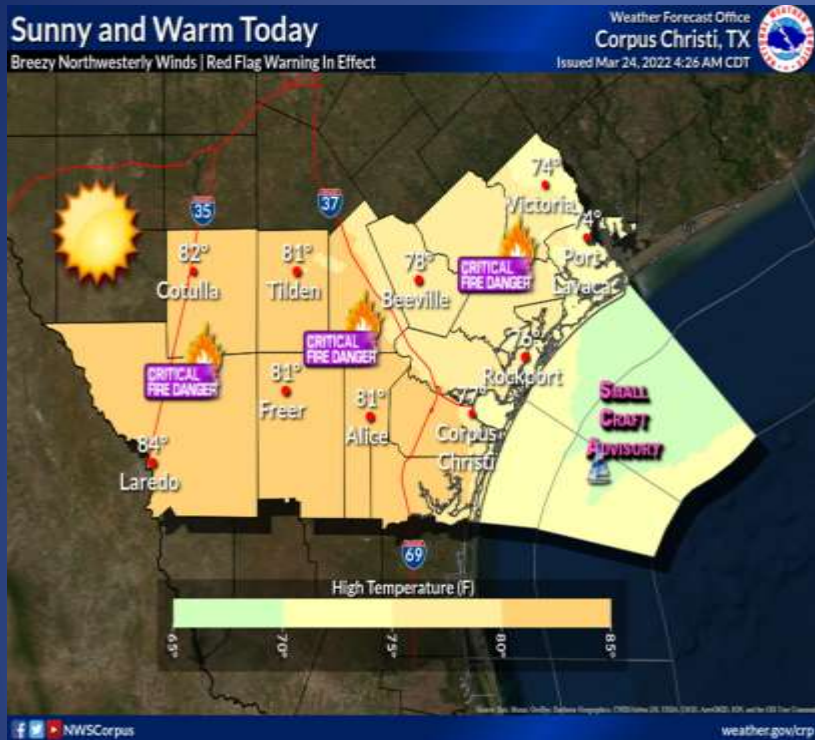 Sunny and Warm Today
Breezy Northwesterly Winds | Red Flag Warning In Effect
Weather Forecast Office
Corpus Christi, TX
Issued Mar 24, 2022 4:26 AM CDT
35
37
74°
Victoria
74°
Port
Lavaca
82°
Cotulla
81°
Tilden
78°
Beeville
CRITICAL
FIRE DANGER
CRITICAL
FIRE DANGER
CRITICAL
FIRE DANGER
76°
Rockport
81°
Freer
81°
Alice
Corpus
Christi
84°
Laredo
SMALL
CRAFT
ADVISORY
69
High Temperature (F)
65°
70°
75°
80°
85°
NWSCorpus
weather.gov/crp